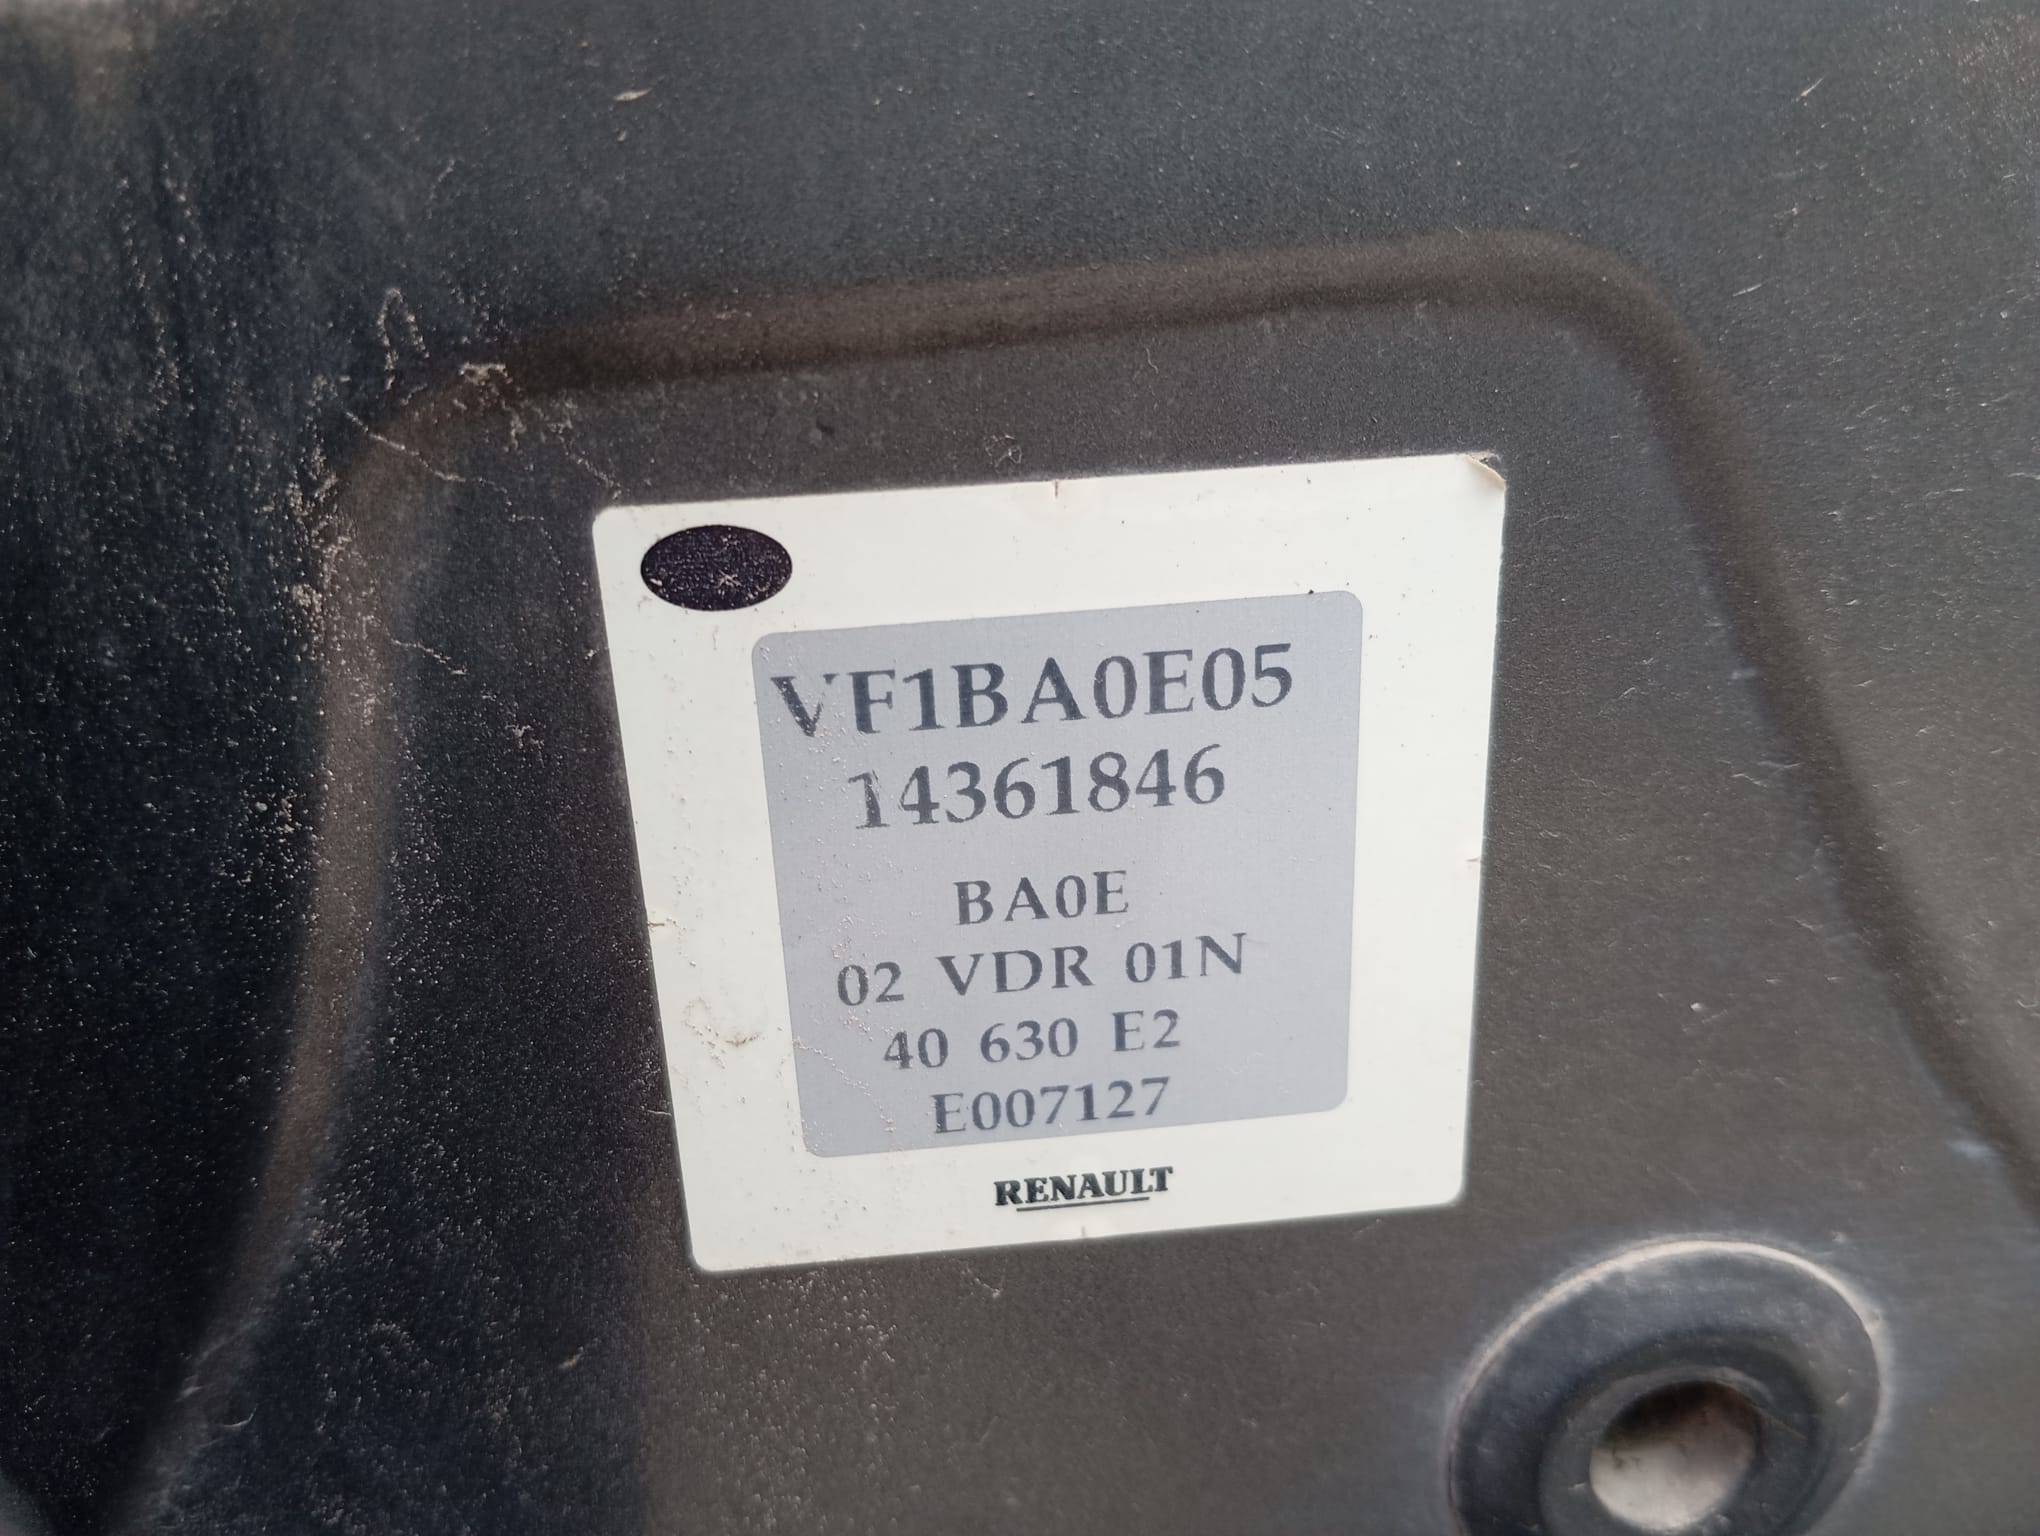 VF1BA0E05
14361846
BA0E
02 VDR 01N
40 630 E2
E007127
RENAULT